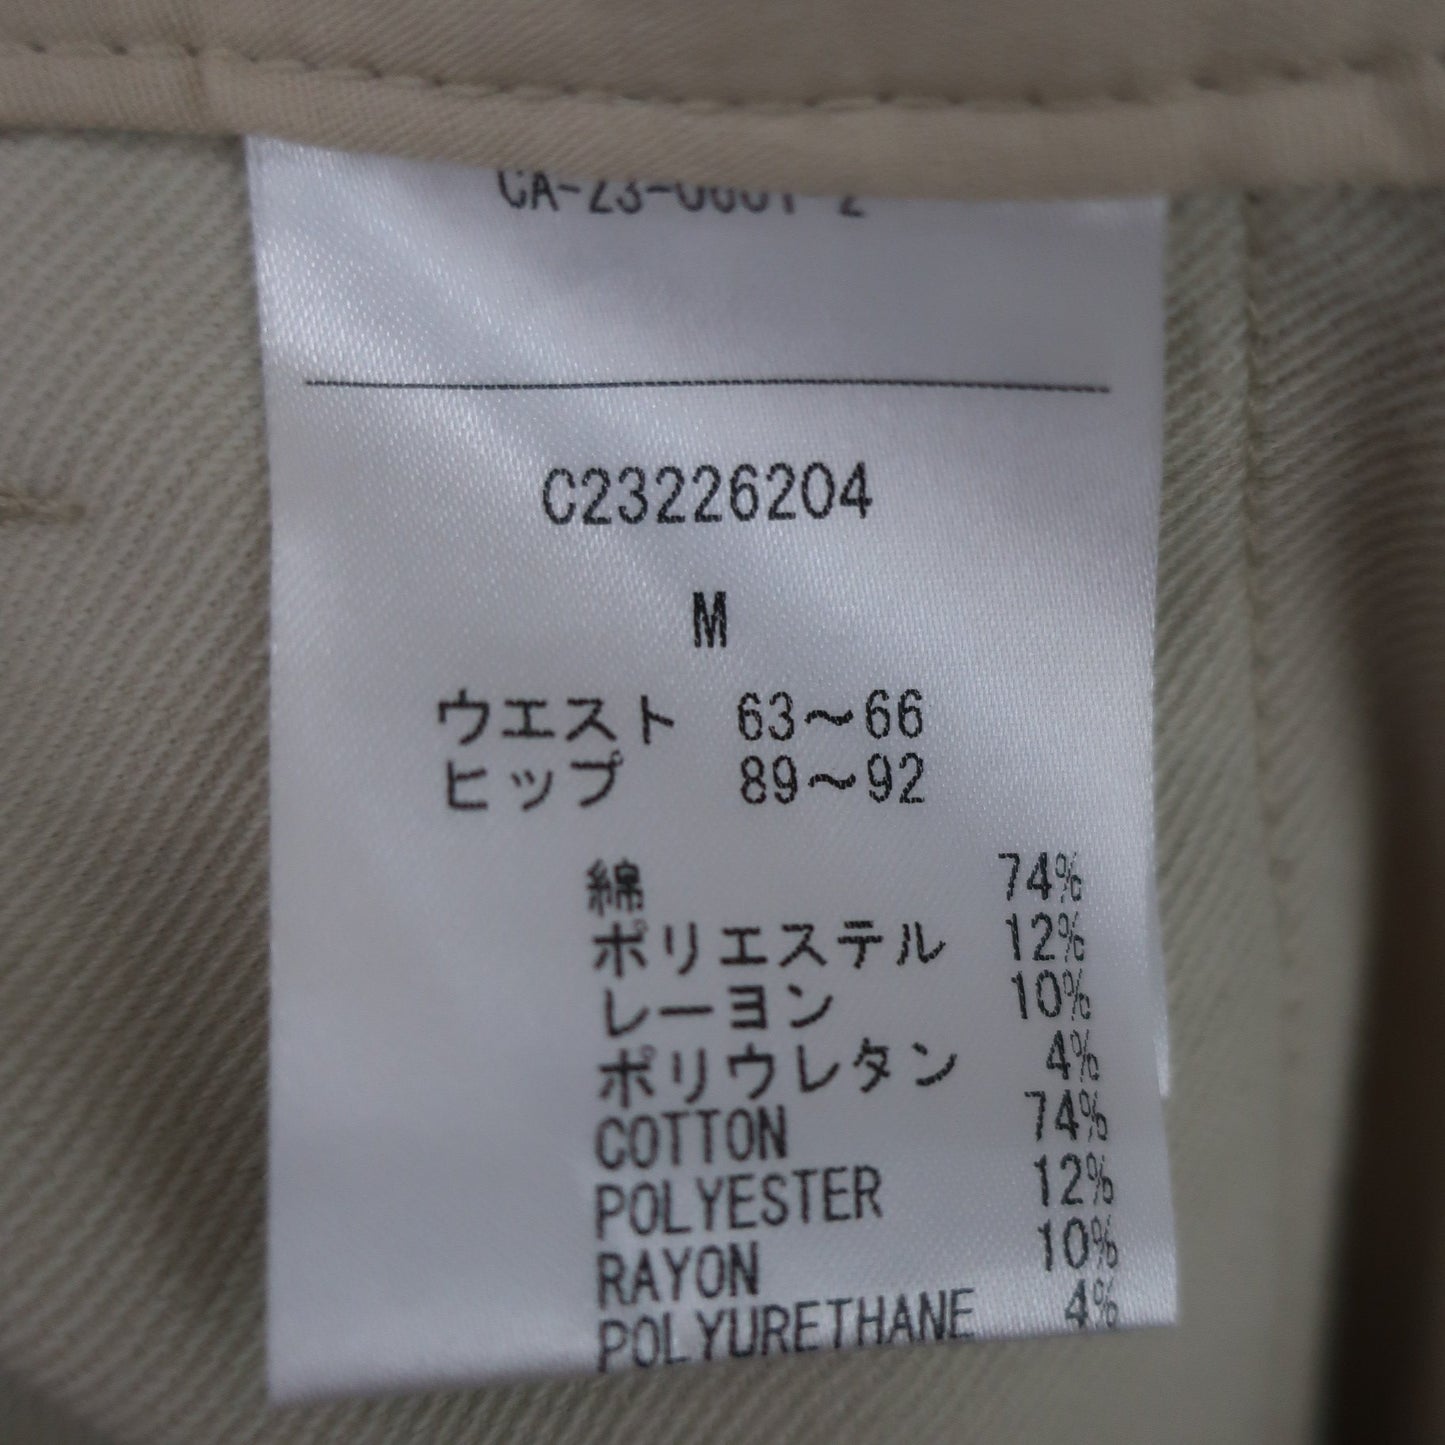 C23226204
M
ウエスト 63～66
ヒップ 89～92
綿 74%
ポリエステル 12%
レーヨン 10%
ポリウレタン 4%
COTTON 74%
POLYESTER 12%
RAYON 10%
POLYURETHANE 4%